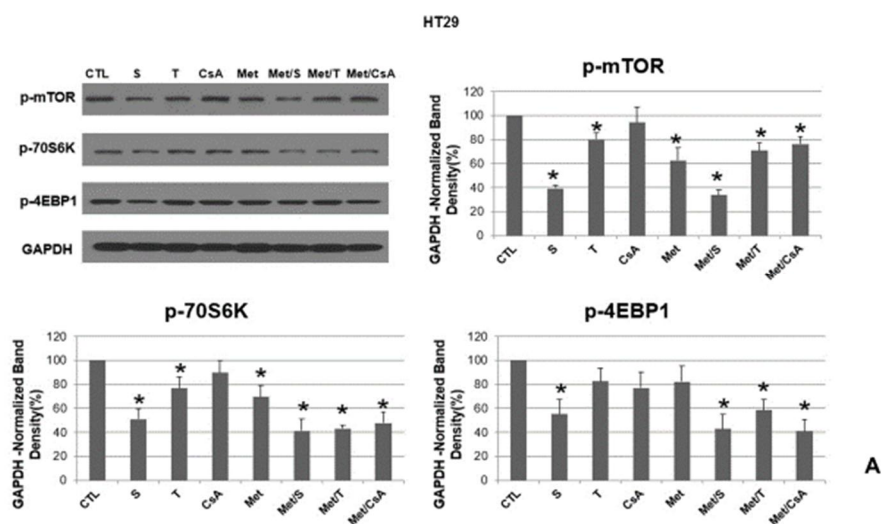 HT29
CTL S T CsA Met Met/S Met/T Met/CsA
p-mTOR
p-70S6K
p-4EBP1
GAPDH
p-mTOR
GAPDH -Normalized Band
Density(%)
120
100
80
60
40
20
0
CTL
S
T
CsA
Met
Met/S
Met/T
Met/CsA
* * * * * *
p-70S6K
GAPDH -Normalized Band
Density(%)
120
100
80
60
40
20
0
CTL
S
T
CsA
Met
Met/S
Met/T
Met/CsA
* * * * * *
p-4EBP1
GAPDH -Normalized Band
Density(%)
120
100
80
60
40
20
0
CTL
S
T
CsA
Met
Met/S
Met/T
Met/CsA
* * * *
A